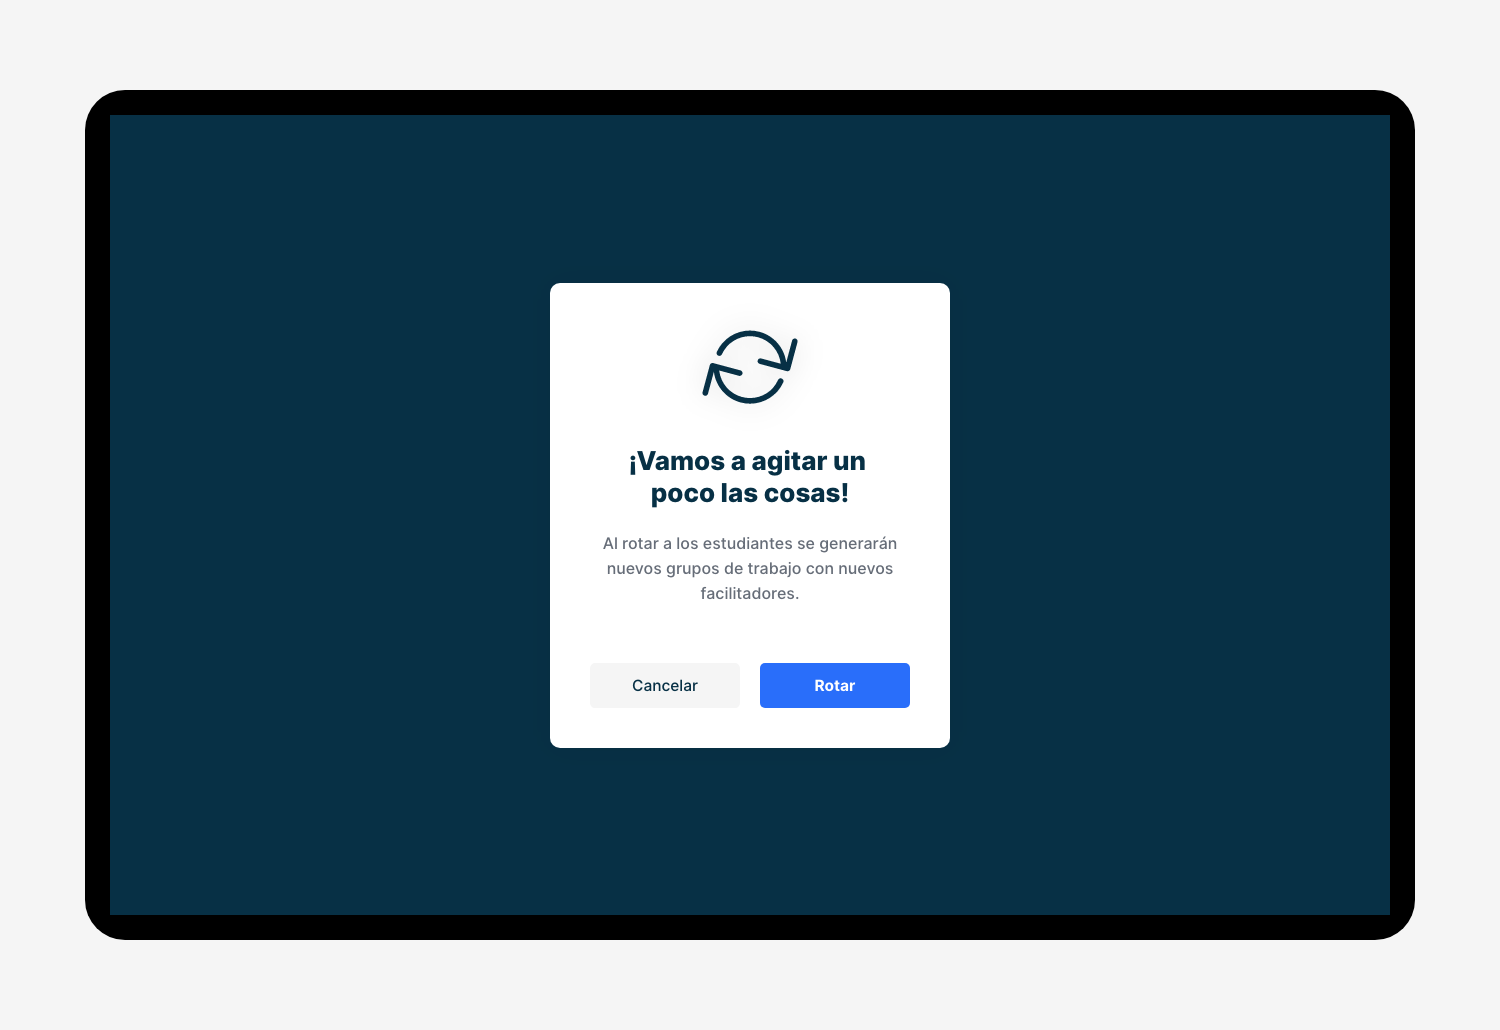 ¡Vamos a agitar un
poco las cosas!
Al rotar a los estudiantes se generarán
nuevos grupos de trabajo con nuevos
facilitadores.
Cancelar
Rotar